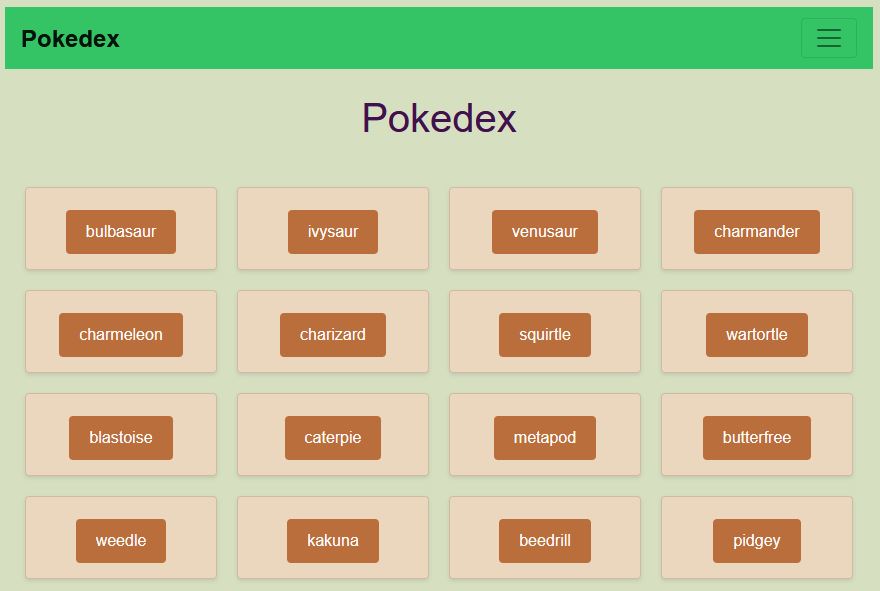 Pokedex
Pokedex
bulbasaur ivysaur venusaur charmander
charmeleon charizard squirtle wartortle
blastoise caterpie metapod butterfree
weedle kakuna beedrill pidgey